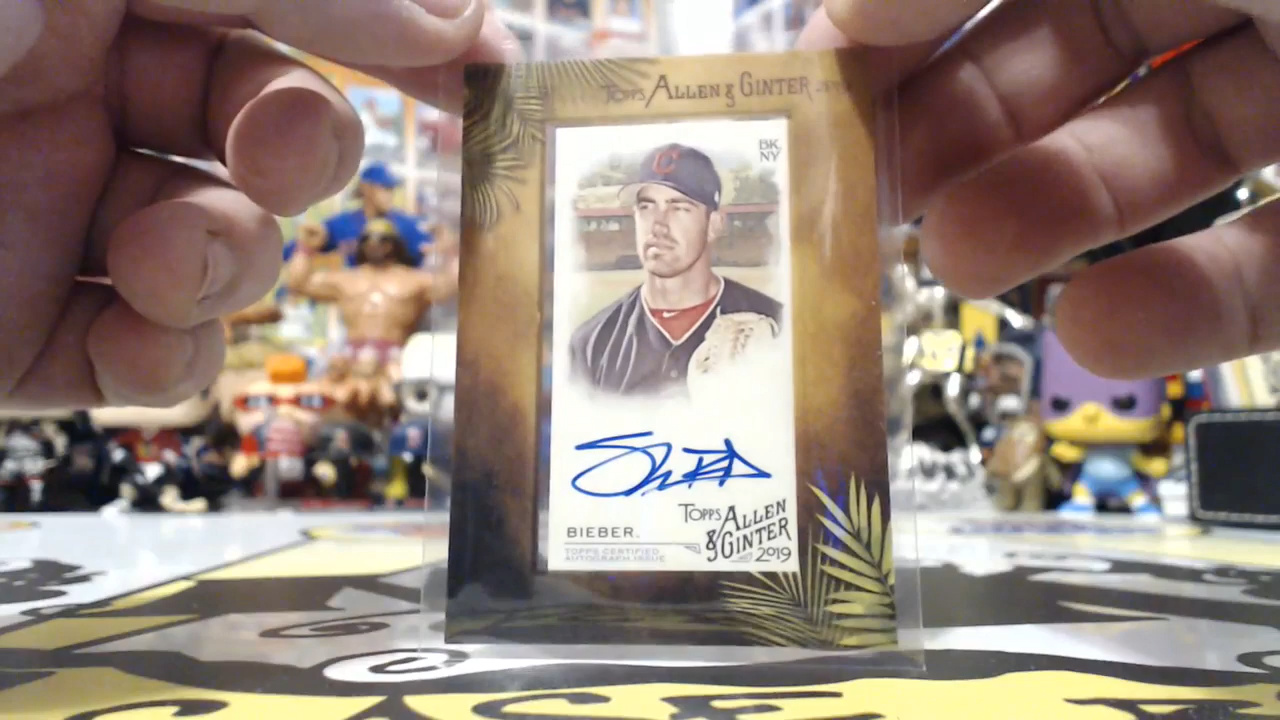 TOPPS ALLEN & GINTER
BK
NY
C
BIEBER.
TOPPS CERTIFIED
AUTOGRAPH ISSUE
TOPPS ALLEN
& GINTER
2019